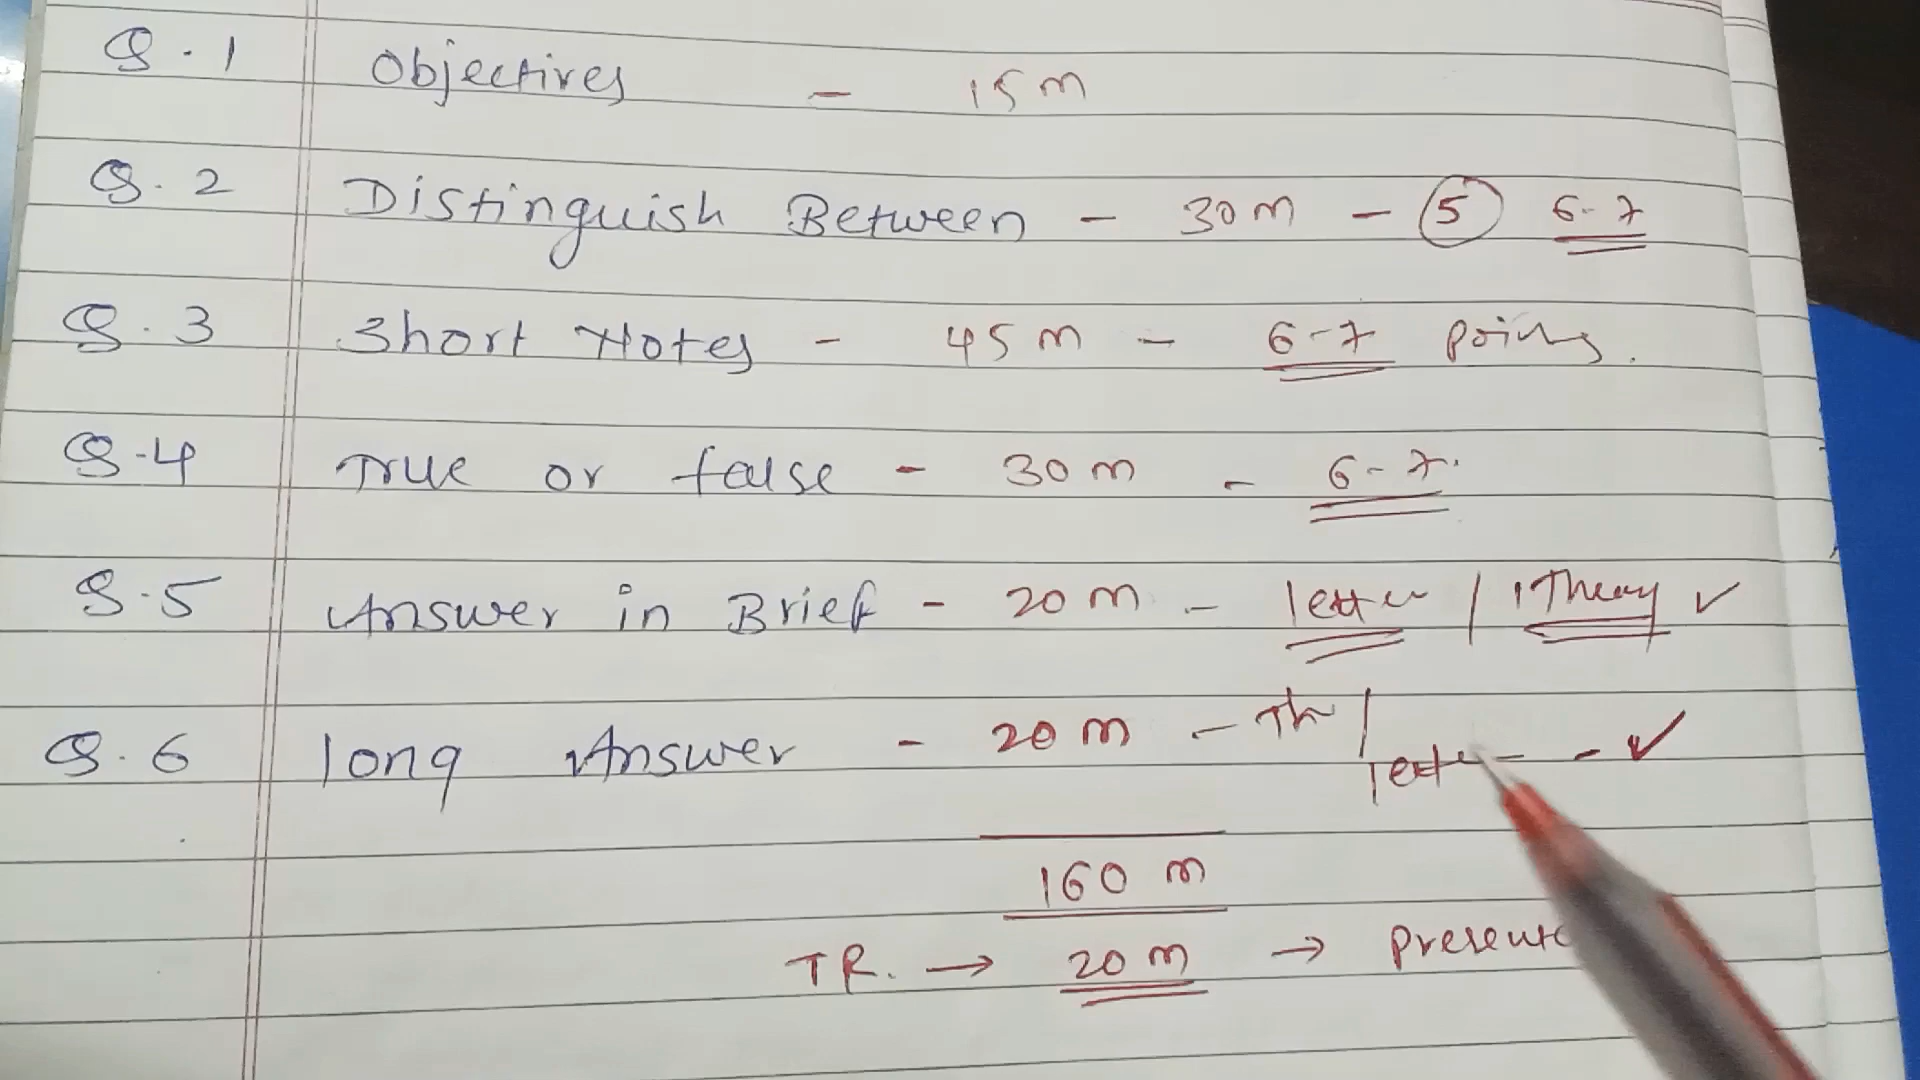 Q.1 Objectives - 15 m
Q.2 Distinguish Between - 30 m - 5 6-7
Q.3 Short Notes - 45 m - 6-7 points.
Q.4 True or false - 30 m - 6-7.
Q.5 Answer in Brief - 20 m - letter / Theory ✓
Q.6 long Answer - 20 m - Th / letter - ✓
160 m
TR. → 20 m → Presente